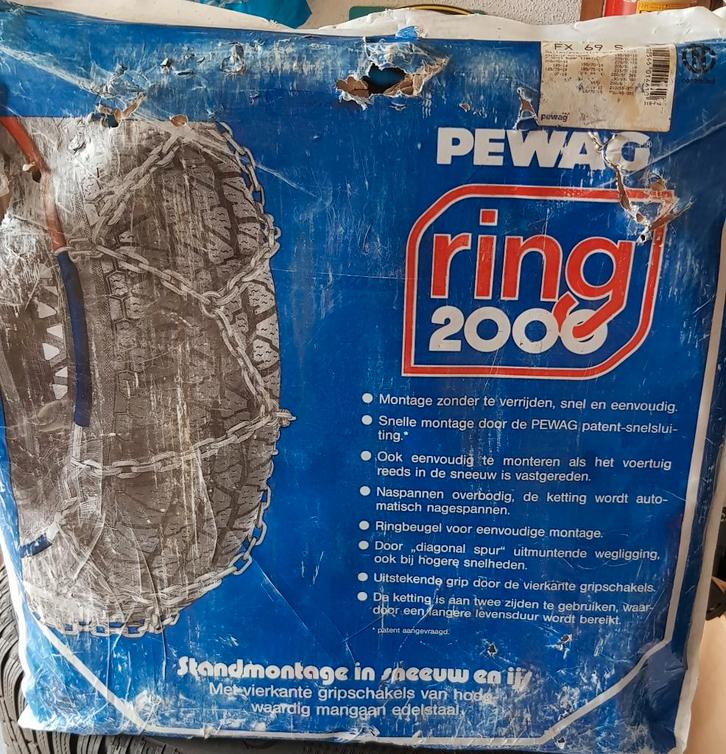 FX 69 S
pewag
PEWAG
ring
2000
Montage zonder te verrijden, snel en eenvoudig.
Snelle montage door de PEWAG patent-snelslui-
ting.*
Ook eenvoudig te monteren als het voertuig
reeds in de sneeuw is vastgereden.
Naspannen overbodig, de ketting wordt auto-
matisch nagespannen.
Ringbeugel voor eenvoudige montage.
Door „diagonal spur" uitmuntende wegligging,
ook bij hogere snelheden.
Uitstekende grip door de vierkante gripschakels.
De ketting is aan twee zijden te gebruiken, waar-
door een langere levensduur wordt bereikt.
* patent aangevraagd.
Standmontage in sneeuw en ijs
Met vierkante gripschakels van hoog-
waardig mangaan edelstaal.